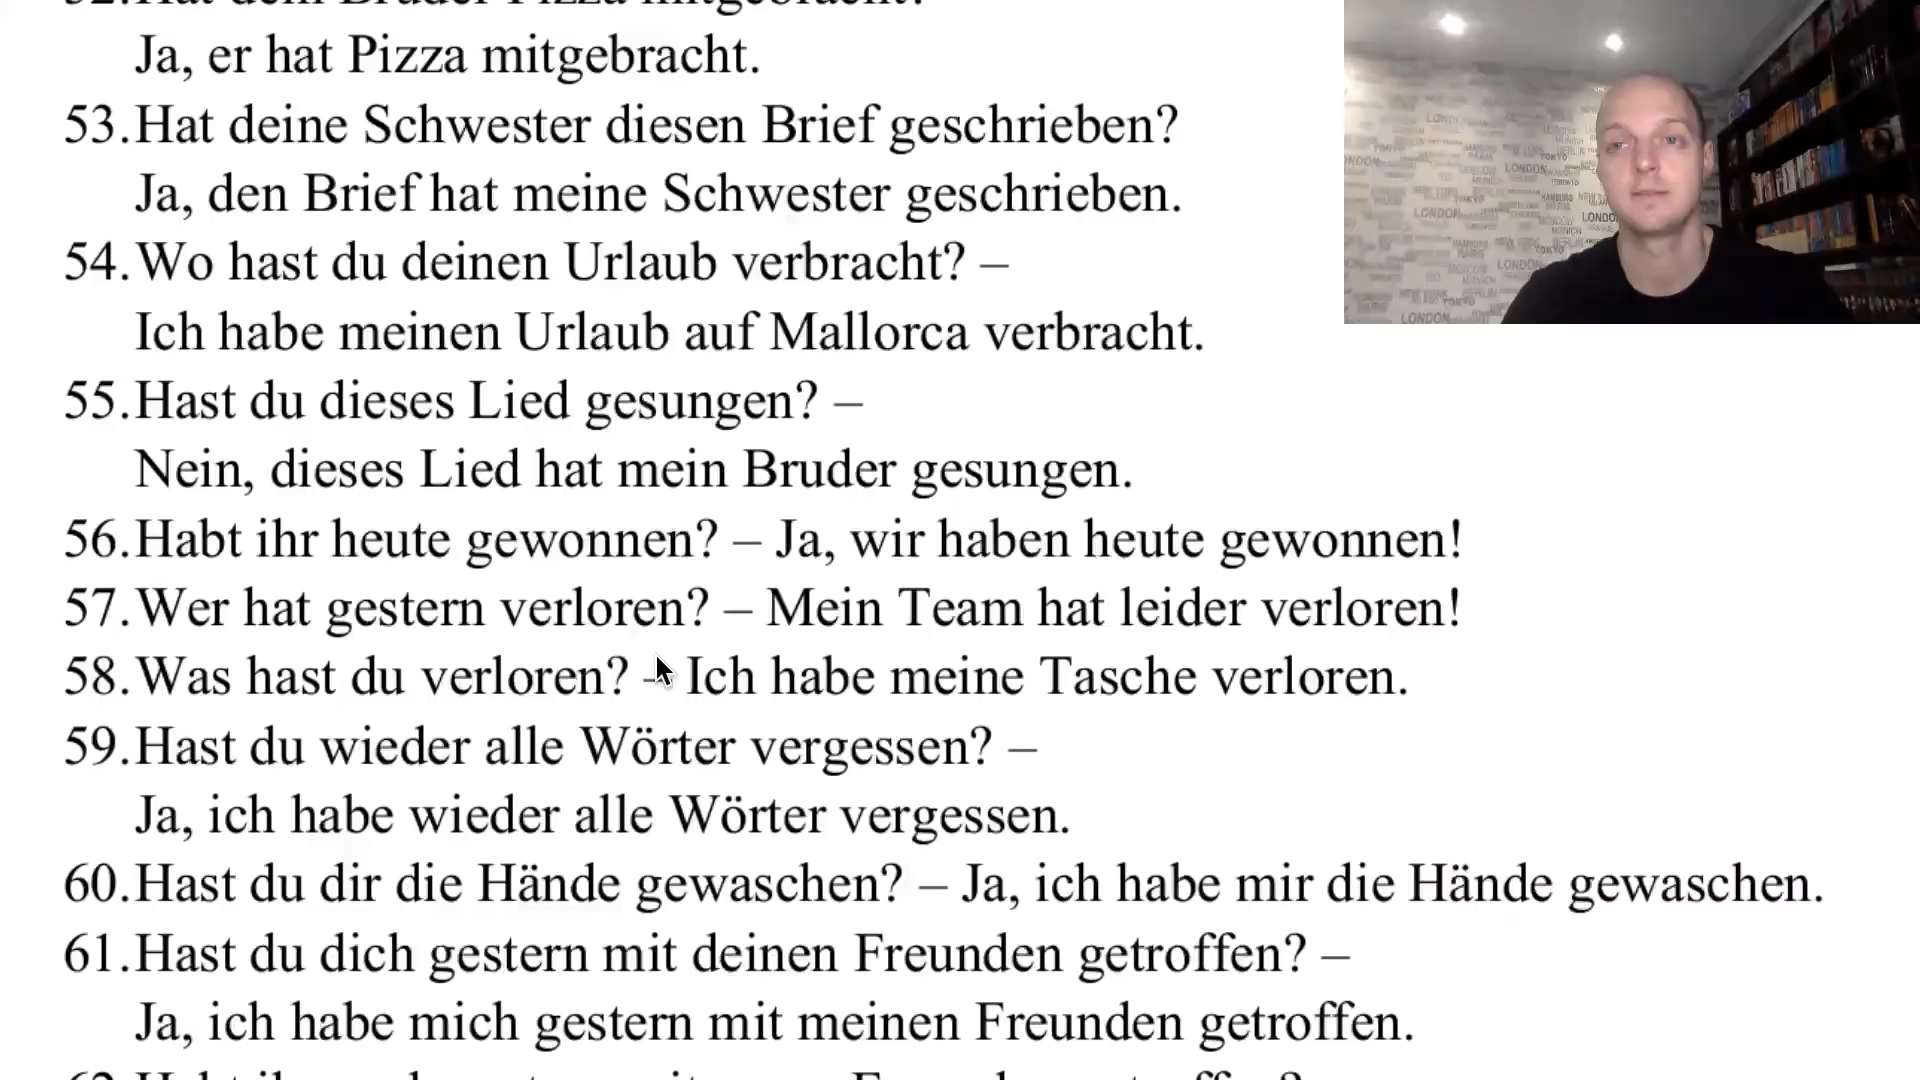 Ja, er hat Pizza mitgebracht.
53.Hat deine Schwester diesen Brief geschrieben?
Ja, den Brief hat meine Schwester geschrieben.
54.Wo hast du deinen Urlaub verbracht? –
Ich habe meinen Urlaub auf Mallorca verbracht.
55.Hast du dieses Lied gesungen? –
Nein, dieses Lied hat mein Bruder gesungen.
56.Habt ihr heute gewonnen? – Ja, wir haben heute gewonnen!
57.Wer hat gestern verloren? – Mein Team hat leider verloren!
58.Was hast du verloren? – Ich habe meine Tasche verloren.
59.Hast du wieder alle Wörter vergessen? –
Ja, ich habe wieder alle Wörter vergessen.
60.Hast du dir die Hände gewaschen? – Ja, ich habe mir die Hände gewaschen.
61.Hast du dich gestern mit deinen Freunden getroffen? –
Ja, ich habe mich gestern mit meinen Freunden getroffen.
LONDON
TOKYO
LONDON
LONDON
LONDON
LONDON